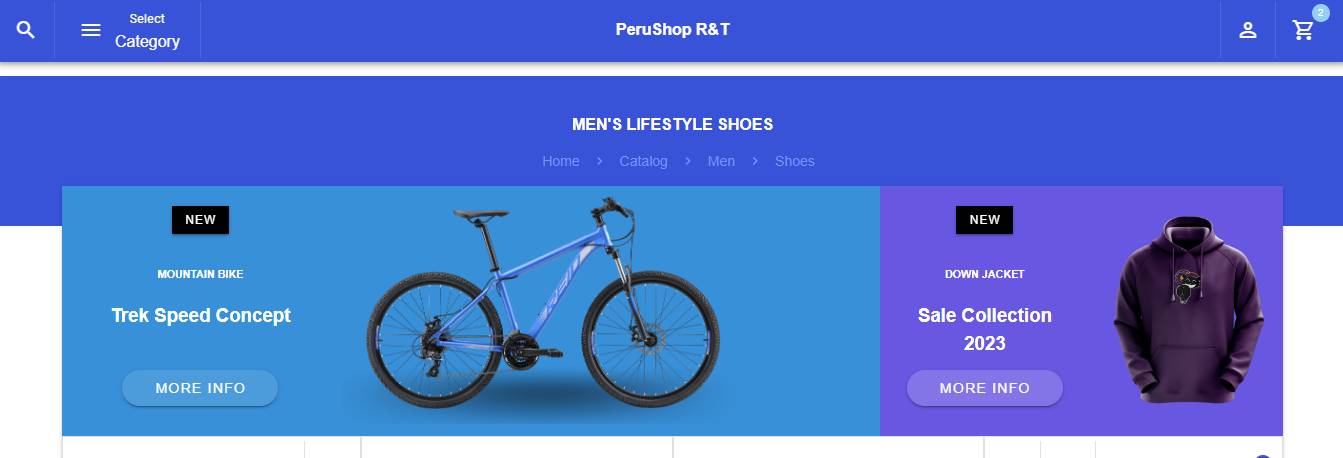 Select
Category
PeruShop R&T
2
MEN'S LIFESTYLE SHOES
Home > Catalog > Men > Shoes
NEW
MOUNTAIN BIKE
Trek Speed Concept
MORE INFO
NEW
DOWN JACKET
Sale Collection
2023
MORE INFO